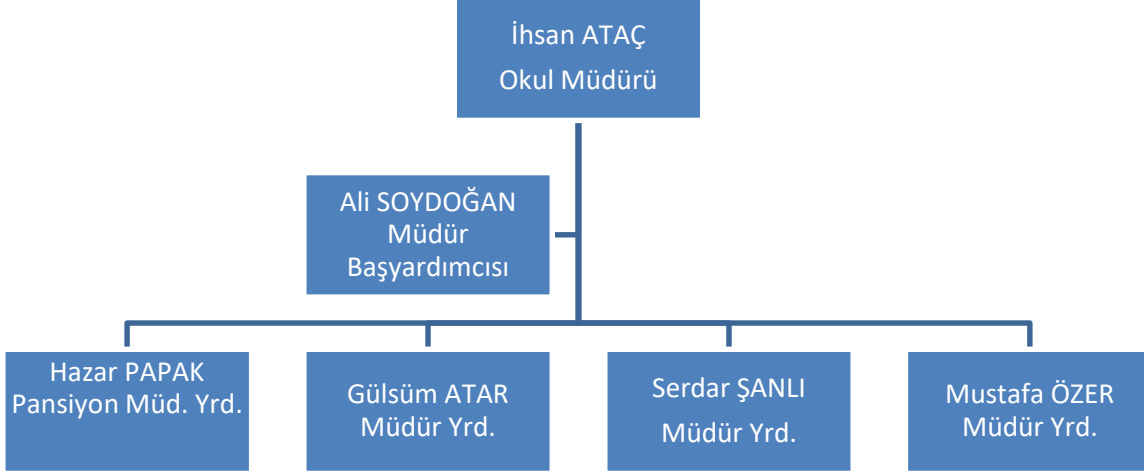 İhsan ATAÇ
Okul Müdürü
Ali SOYDOĞAN
Müdür
Başyardımcısı
Hazar PAPAK
Pansiyon Müd. Yrd.
Gülsüm ATAR
Müdür Yrd.
Serdar ŞANLI
Müdür Yrd.
Mustafa ÖZER
Müdür Yrd.